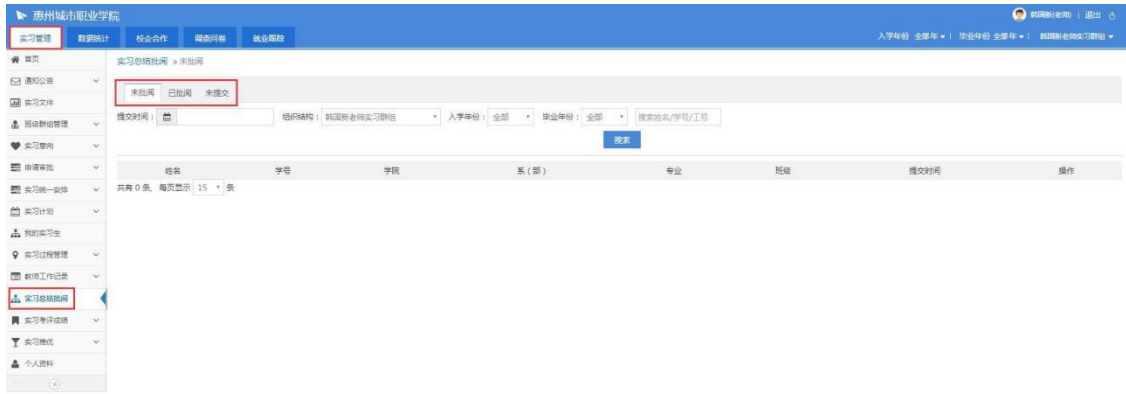 惠州城市职业学院
韩国新(老师) | 退出
实习管理 数据统计 校企合作 调查问卷 就业跟踪
入学年份 全部年 | 毕业年份 全部年 | 韩国新老师实习群组
首页
实习总结批阅 » 未批阅
通知公告
未批阅 已批阅 未提交
实习文件
提交时间： 组织结构： 韩国新老师实习群组 入学年份： 全部 毕业年份： 全部 搜索姓名/学号/工号
班级群组管理
搜索
实习意向
申请审批
姓名 学号 学院 系(部) 专业 班级 提交时间 操作
实习统一安排
共有 0 条, 每页显示 15 条
实习计划
我的实习生
实习过程管理
教师工作记录
实习总结批阅
实习考评成绩
实习推优
个人资料